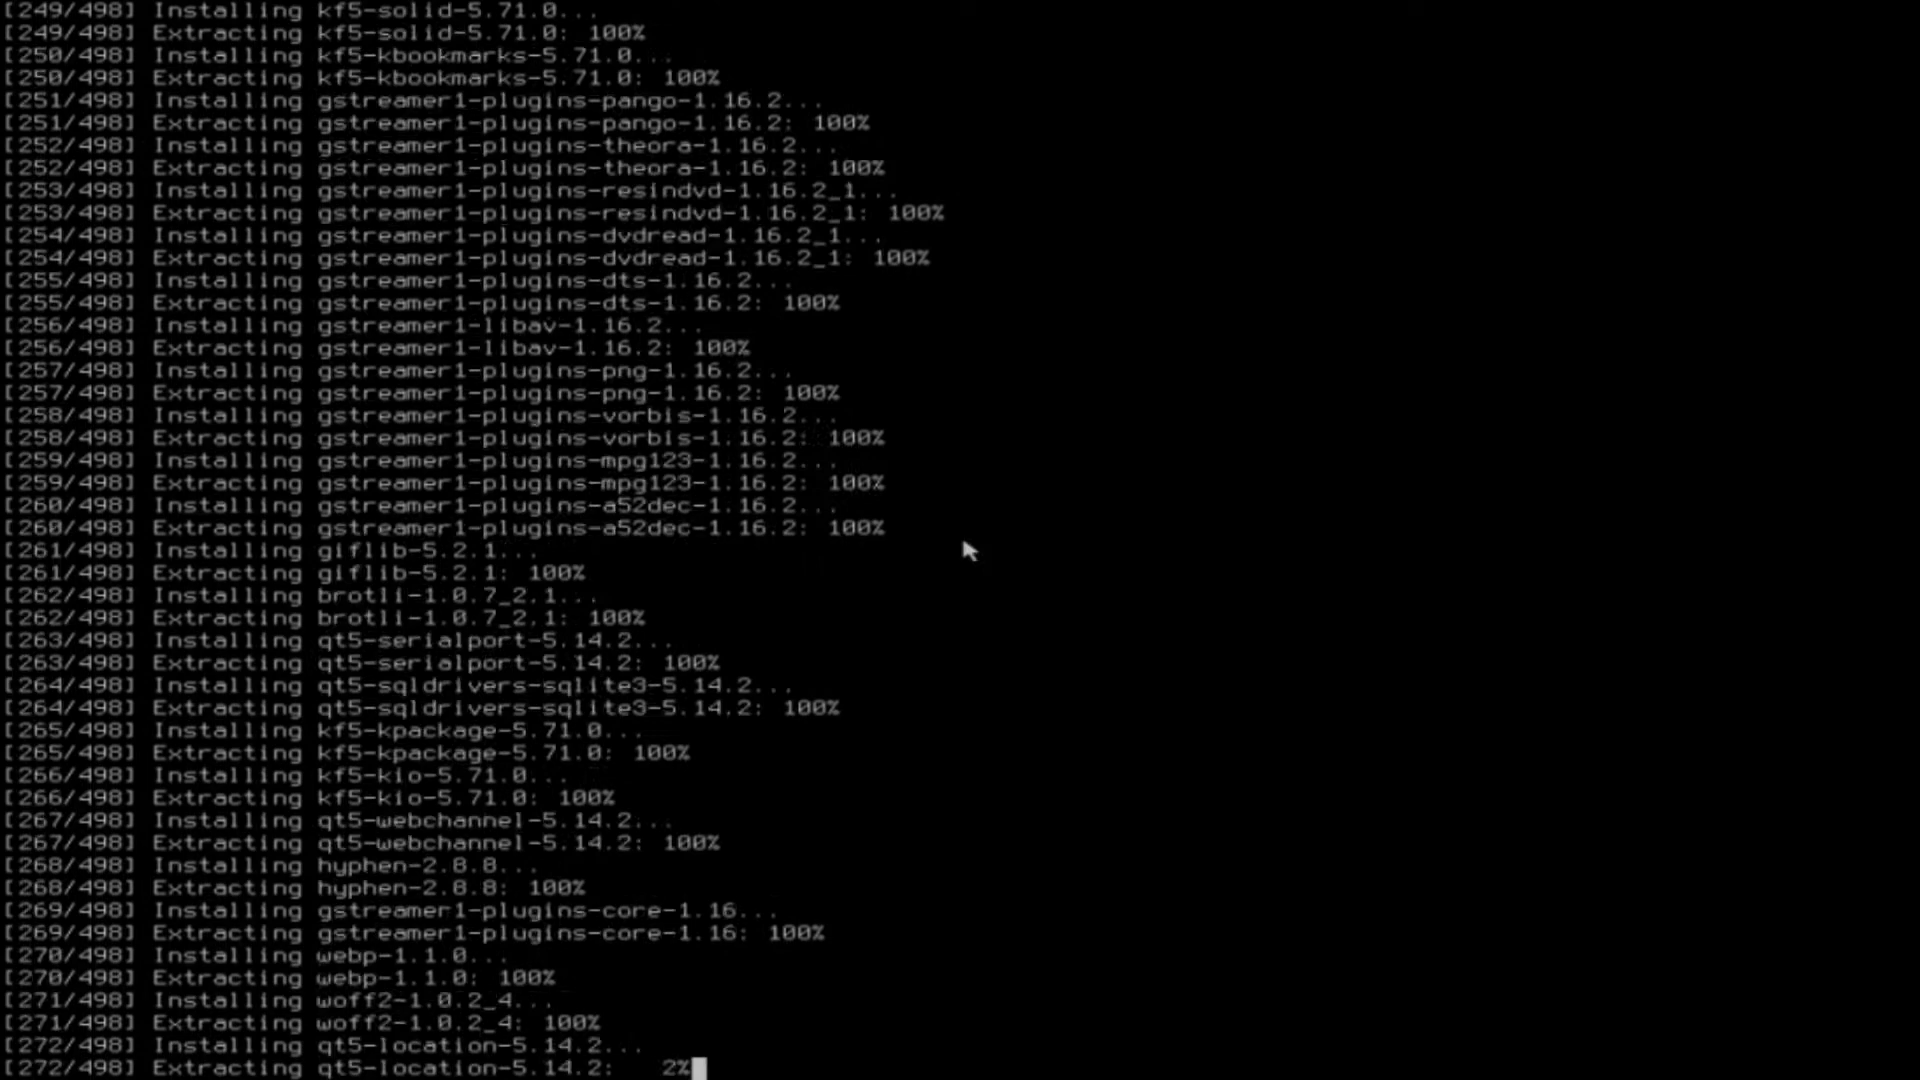 [249/498] Installing kf5-solid-5.71.0...
[249/498] Extracting kf5-solid-5.71.0: 100%
[250/498] Installing kf5-kbookmarks-5.71.0...
[250/498] Extracting kf5-kbookmarks-5.71.0: 100%
[251/498] Installing gstreamer1-plugins-pango-1.16.2...
[251/498] Extracting gstreamer1-plugins-pango-1.16.2: 100%
[252/498] Installing gstreamer1-plugins-theora-1.16.2...
[252/498] Extracting gstreamer1-plugins-theora-1.16.2: 100%
[253/498] Installing gstreamer1-plugins-resindvd-1.16.2_1...
[253/498] Extracting gstreamer1-plugins-resindvd-1.16.2_1: 100%
[254/498] Installing gstreamer1-plugins-dvdread-1.16.2_1...
[254/498] Extracting gstreamer1-plugins-dvdread-1.16.2_1: 100%
[255/498] Installing gstreamer1-plugins-dts-1.16.2...
[255/498] Extracting gstreamer1-plugins-dts-1.16.2: 100%
[256/498] Installing gstreamer1-libav-1.16.2...
[256/498] Extracting gstreamer1-libav-1.16.2: 100%
[257/498] Installing gstreamer1-plugins-png-1.16.2...
[257/498] Extracting gstreamer1-plugins-png-1.16.2: 100%
[258/498] Installing gstreamer1-plugins-vorbis-1.16.2...
[258/498] Extracting gstreamer1-plugins-vorbis-1.16.2: 100%
[259/498] Installing gstreamer1-plugins-mpg123-1.16.2...
[259/498] Extracting gstreamer1-plugins-mpg123-1.16.2: 100%
[260/498] Installing gstreamer1-plugins-a52dec-1.16.2...
[260/498] Extracting gstreamer1-plugins-a52dec-1.16.2: 100%
[261/498] Installing giflib-5.2.1...
[261/498] Extracting giflib-5.2.1: 100%
[262/498] Installing brotli-1.0.7_2,1...
[262/498] Extracting brotli-1.0.7_2,1: 100%
[263/498] Installing qt5-serialport-5.14.2...
[263/498] Extracting qt5-serialport-5.14.2: 100%
[264/498] Installing qt5-sqldrivers-sqlite3-5.14.2...
[264/498] Extracting qt5-sqldrivers-sqlite3-5.14.2: 100%
[265/498] Installing kf5-kpackage-5.71.0...
[265/498] Extracting kf5-kpackage-5.71.0: 100%
[266/498] Installing kf5-kio-5.71.0...
[266/498] Extracting kf5-kio-5.71.0: 100%
[267/498] Installing qt5-webchannel-5.14.2...
[267/498] Extracting qt5-webchannel-5.14.2: 100%
[268/498] Installing hyphen-2.8.8...
[268/498] Extracting hyphen-2.8.8: 100%
[269/498] Installing gstreamer1-plugins-core-1.16...
[269/498] Extracting gstreamer1-plugins-core-1.16: 100%
[270/498] Installing webp-1.1.0...
[270/498] Extracting webp-1.1.0: 100%
[271/498] Installing woff2-1.0.2_4...
[271/498] Extracting woff2-1.0.2_4: 100%
[272/498] Installing qt5-location-5.14.2...
[272/498] Extracting qt5-location-5.14.2:   2%